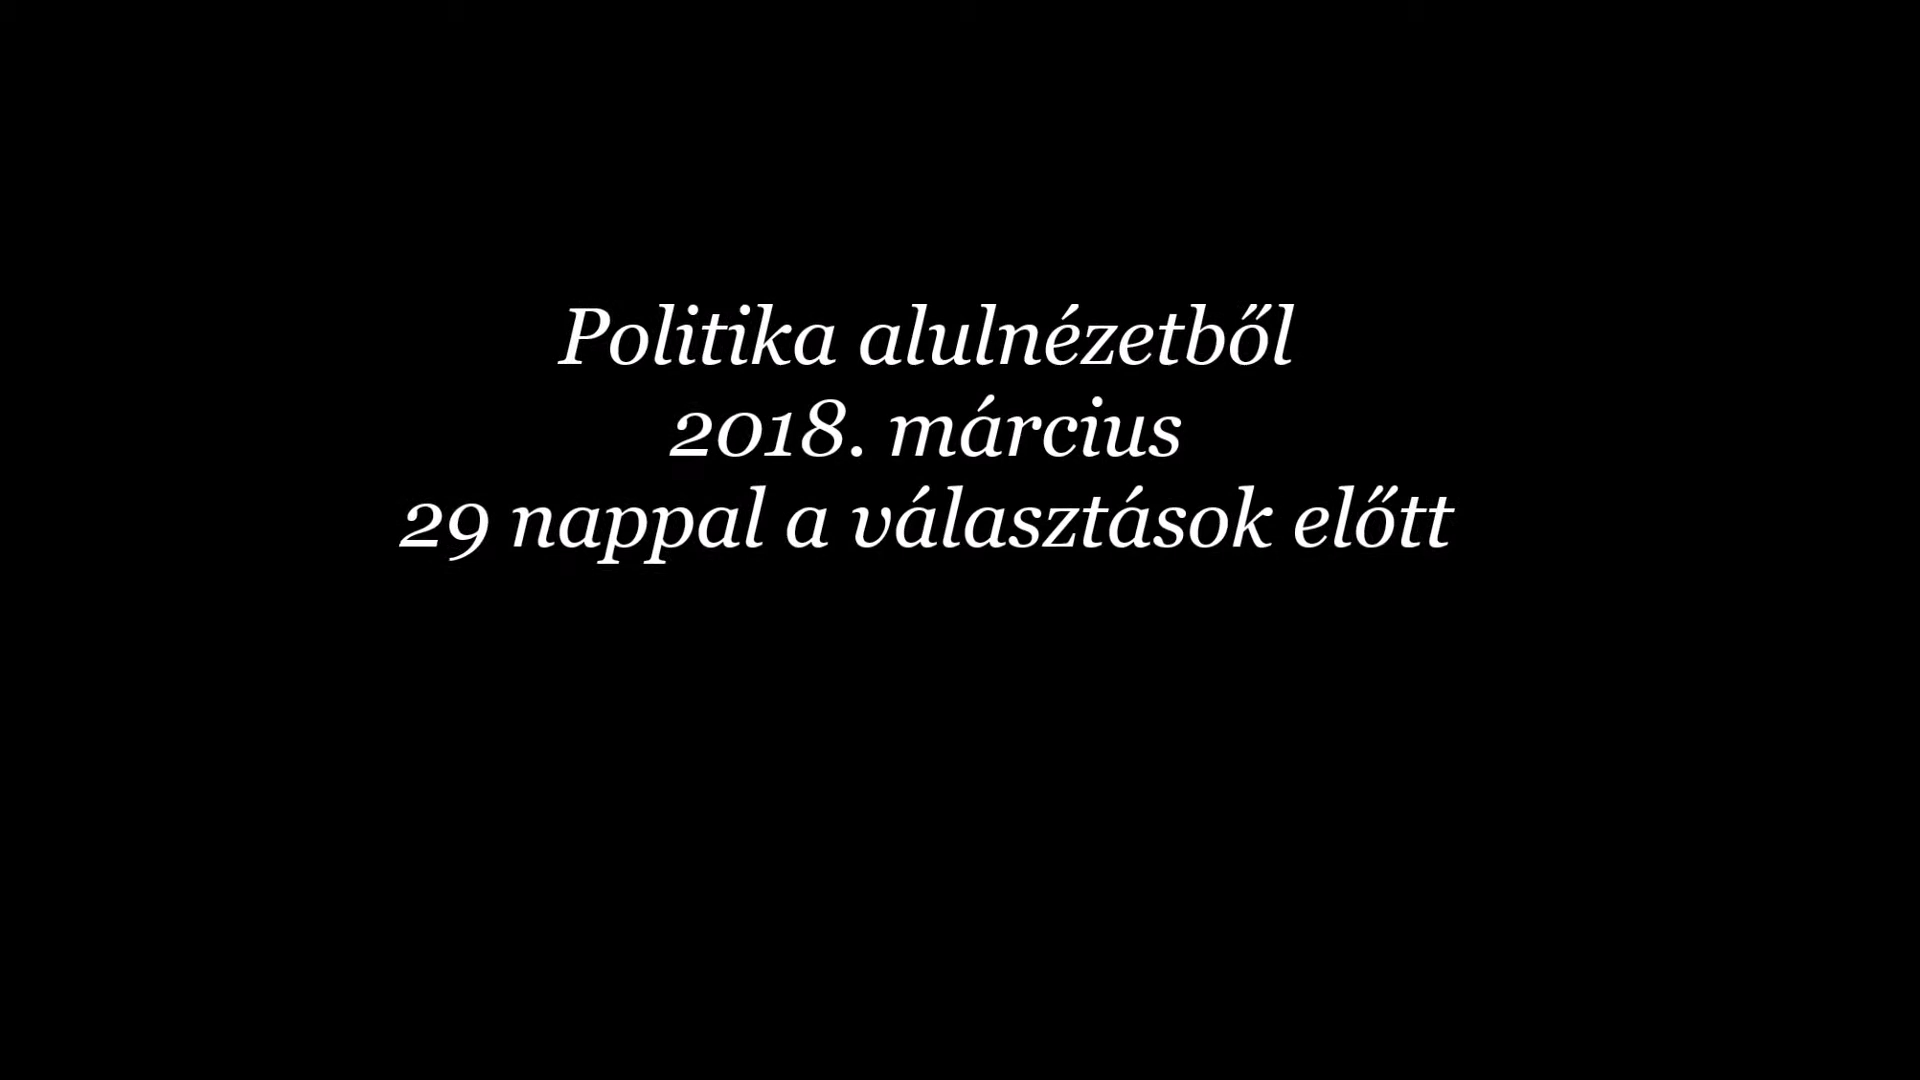 Politika alulnézetből
2018. március
29 nappal a választások előtt